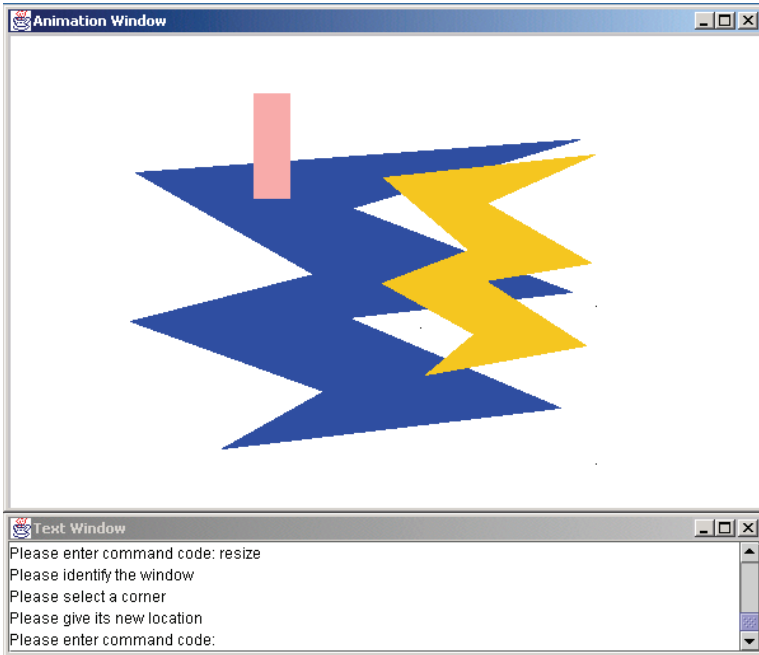 Animation Window
Text Window
Please enter command code: resize
Please identify the window
Please select a corner
Please give its new location
Please enter command code: